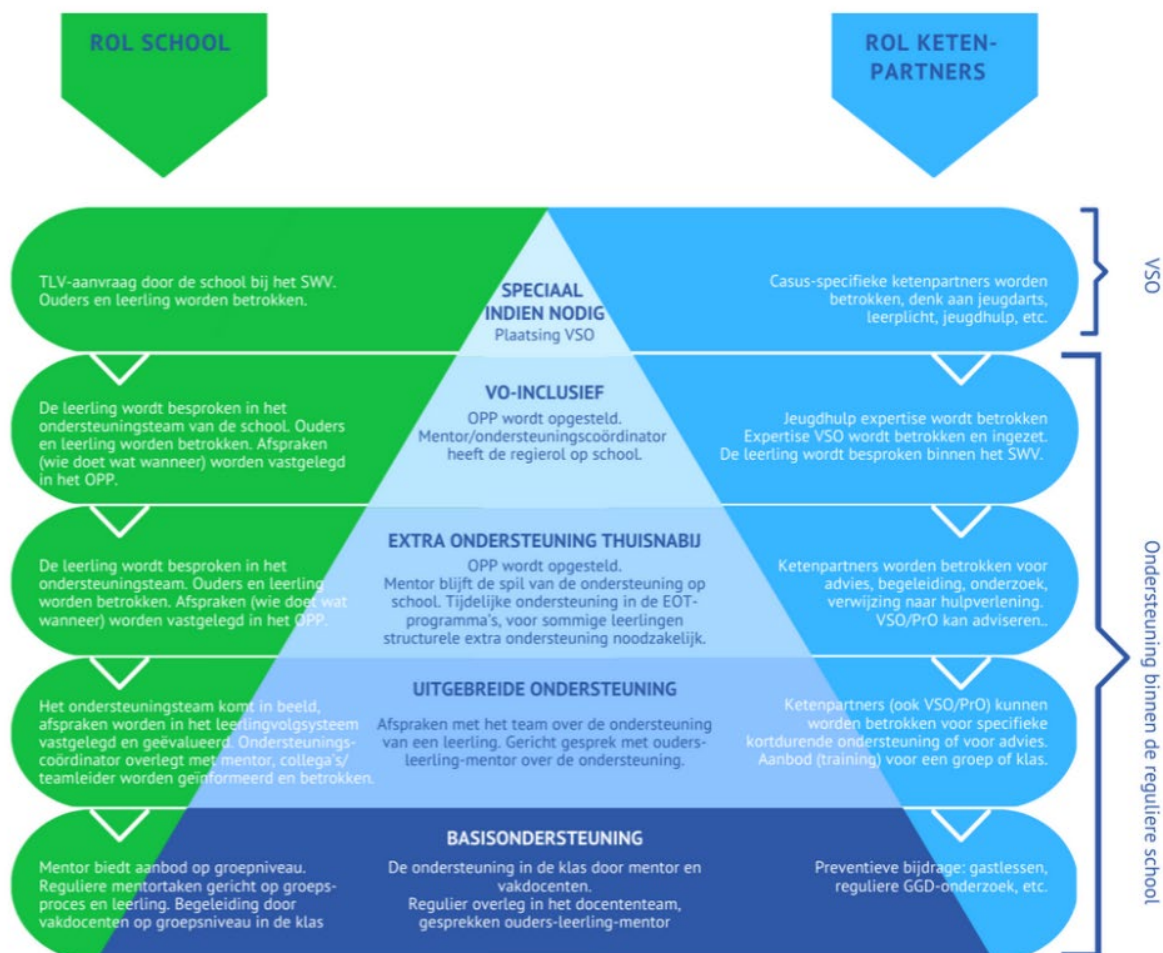 ROL SCHOOL
ROL KETEN-
PARTNERS
TLV-aanvraag door de school bij het SWV.
Ouders en leerling worden betrokken.
SPECIAAL
INDIEN NODIG
Plaatsing VSO
Casus-specifieke ketenpartners worden
betrokken, denk aan jeugdarts,
leerplicht, jeugdhulp, etc.
VSO
De leerling wordt besproken in het
ondersteuningsteam van de school. Ouders
en leerling worden betrokken. Afspraken
(wie doet wat wanneer) worden vastgelegd
in het OPP.
VO-INCLUSIEF
OPP wordt opgesteld.
Mentor/ondersteuningscoördinator
heeft de regierol op school.
Jeugdhulp expertise wordt betrokken
Expertise VSO wordt betrokken en ingezet.
De leerling wordt besproken binnen het SWV.
De leerling wordt besproken in het
ondersteuningsteam. Ouders en leerling
worden betrokken. Afspraken (wie doet wat
wanneer) worden vastgelegd in het OPP.
EXTRA ONDERSTEUNING THUISNABIJ
OPP wordt opgesteld.
Mentor blijft de spil van de ondersteuning op
school. Tijdelijke ondersteuning in de EOT-
programma's, voor sommige leerlingen
structurele extra ondersteuning noodzakelijk.
Ketenpartners worden betrokken voor
advies, begeleiding, onderzoek,
verwijzing naar hulpverlening.
VSO/PrO kan adviseren..
Het ondersteuningsteam komt in beeld,
afspraken worden in het leerlingvolgsysteem
vastgelegd en geëvalueerd. Ondersteunings-
coördinator overlegt met mentor, collega's/
teamleider worden geïnformeerd en betrokken.
UITGEBREIDE ONDERSTEUNING
Afspraken met het team over de ondersteuning
van een leerling. Gericht gesprek met ouders-
leerling-mentor over de ondersteuning.
Ketenpartners (ook VSO/PrO) kunnen
worden betrokken voor specifieke
kortdurende ondersteuning of voor advies.
Aanbod (training) voor een groep of klas.
Mentor biedt aanbod op groepniveau.
Reguliere mentortaken gericht op groeps-
proces en leerling. Begeleiding door
vakdocenten op groepsniveau in de klas
BASISONDERSTEUNING
De ondersteuning in de klas door mentor en
vakdocenten.
Regulier overleg in het docententeam,
gesprekken ouders-leerling-mentor
Preventieve bijdrage: gastlessen,
reguliere GGD-onderzoek, etc.
Ondersteuning binnen de reguliere school